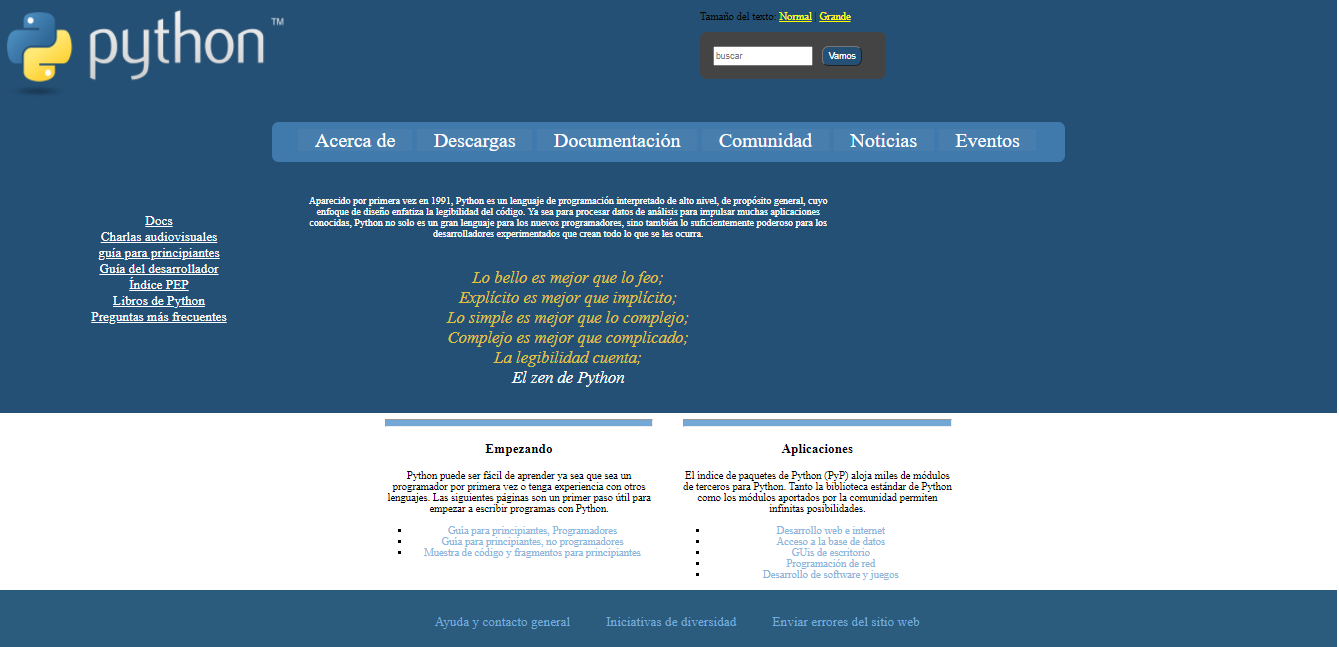 python™
Tamaño del texto: Normal | Grande
buscar
Vamos
Acerca de Descargas Documentación Comunidad Noticias Eventos
Docs
Charlas audiovisuales
guía para principiantes
Guía del desarrollador
Índice PEP
Libros de Python
Preguntas más frecuentes
Aparecido por primera vez en 1991, Python es un lenguaje de programación interpretado de alto nivel, de propósito general, cuyo
enfoque de diseño enfatiza la legibilidad del código. Ya sea para procesar datos de análisis para impulsar muchas aplicaciones
conocidas, Python no solo es un gran lenguaje para los nuevos programadores, sino también lo suficientemente poderoso para los
desarrolladores experimentados que crean todo lo que se les ocurra.
Lo bello es mejor que lo feo;
Explícito es mejor que implícito;
Lo simple es mejor que lo complejo;
Complejo es mejor que complicado;
La legibilidad cuenta;
El zen de Python
Empezando
Python puede ser fácil de aprender ya sea que sea un
programador por primera vez o tenga experiencia con otros
lenguajes. Las siguientes páginas son un primer paso útil para
empezar a escribir programas con Python.
Guía para principiantes, Programadores
Guía para principiantes, no programadores
Muestra de código y fragmentos para principiantes
Aplicaciones
El índice de paquetes de Python (PyP) aloja miles de módulos
de terceros para Python. Tanto la biblioteca estándar de Python
como los módulos aportados por la comunidad permiten
infinitas posibilidades.
Desarrollo web e internet
Acceso a la base de datos
GUis de escritorio
Programación de red
Desarrollo de software y juegos
Ayuda y contacto general Iniciativas de diversidad Enviar errores del sitio web